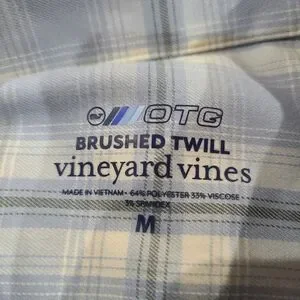 OTG
BRUSHED TWILL
vineyard vines
MADE IN VIETNAM · 64% POLYESTER 33% VISCOSE ·
3% SPANDEX
M